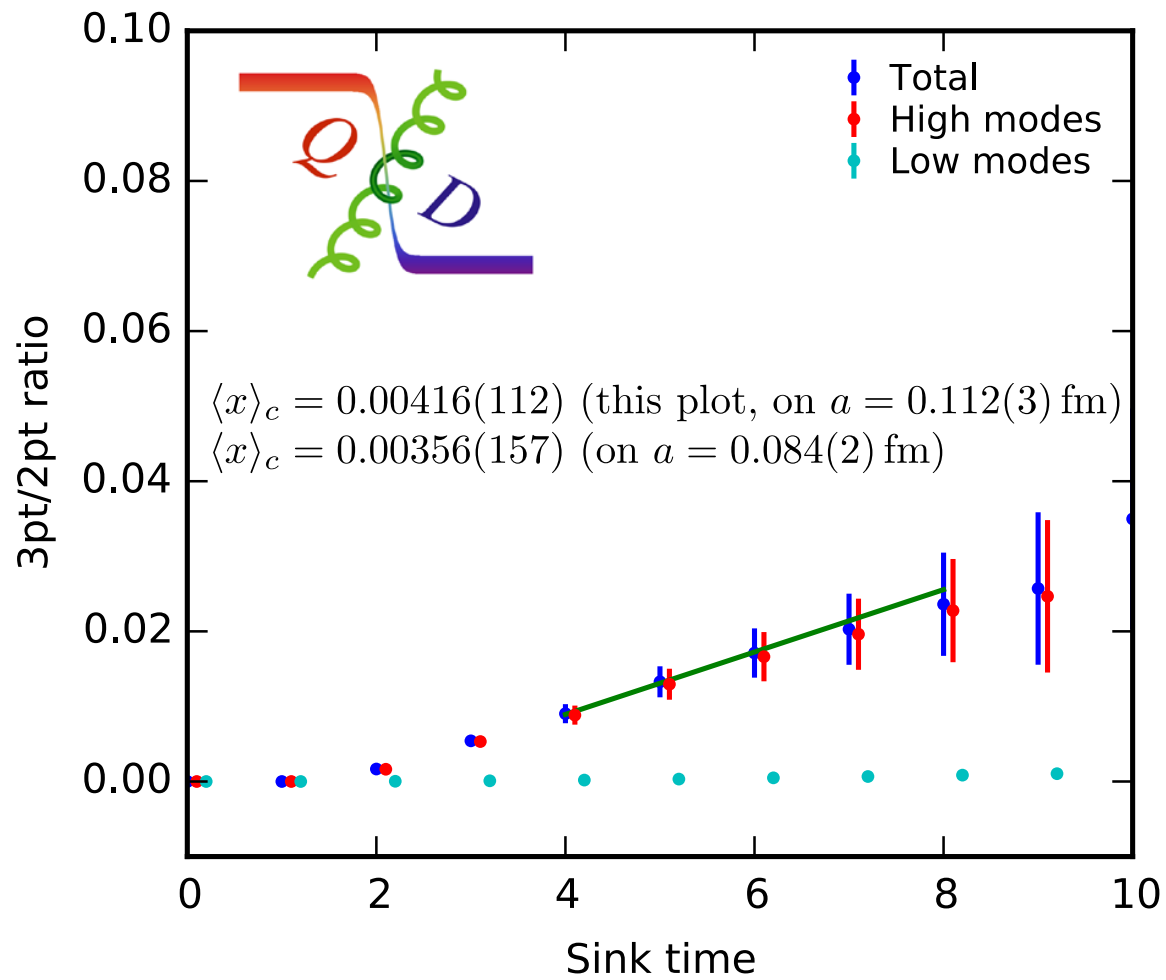 0.10
0.08
0.06
0.04
0.02
0.00
3pt/2pt ratio
Q
D
Total
High modes
Low modes
⟨x⟩_c = 0.00416(112) (this plot, on a = 0.112(3) fm)
⟨x⟩_c = 0.00356(157) (on a = 0.084(2) fm)
0 2 4 6 8 10
Sink time